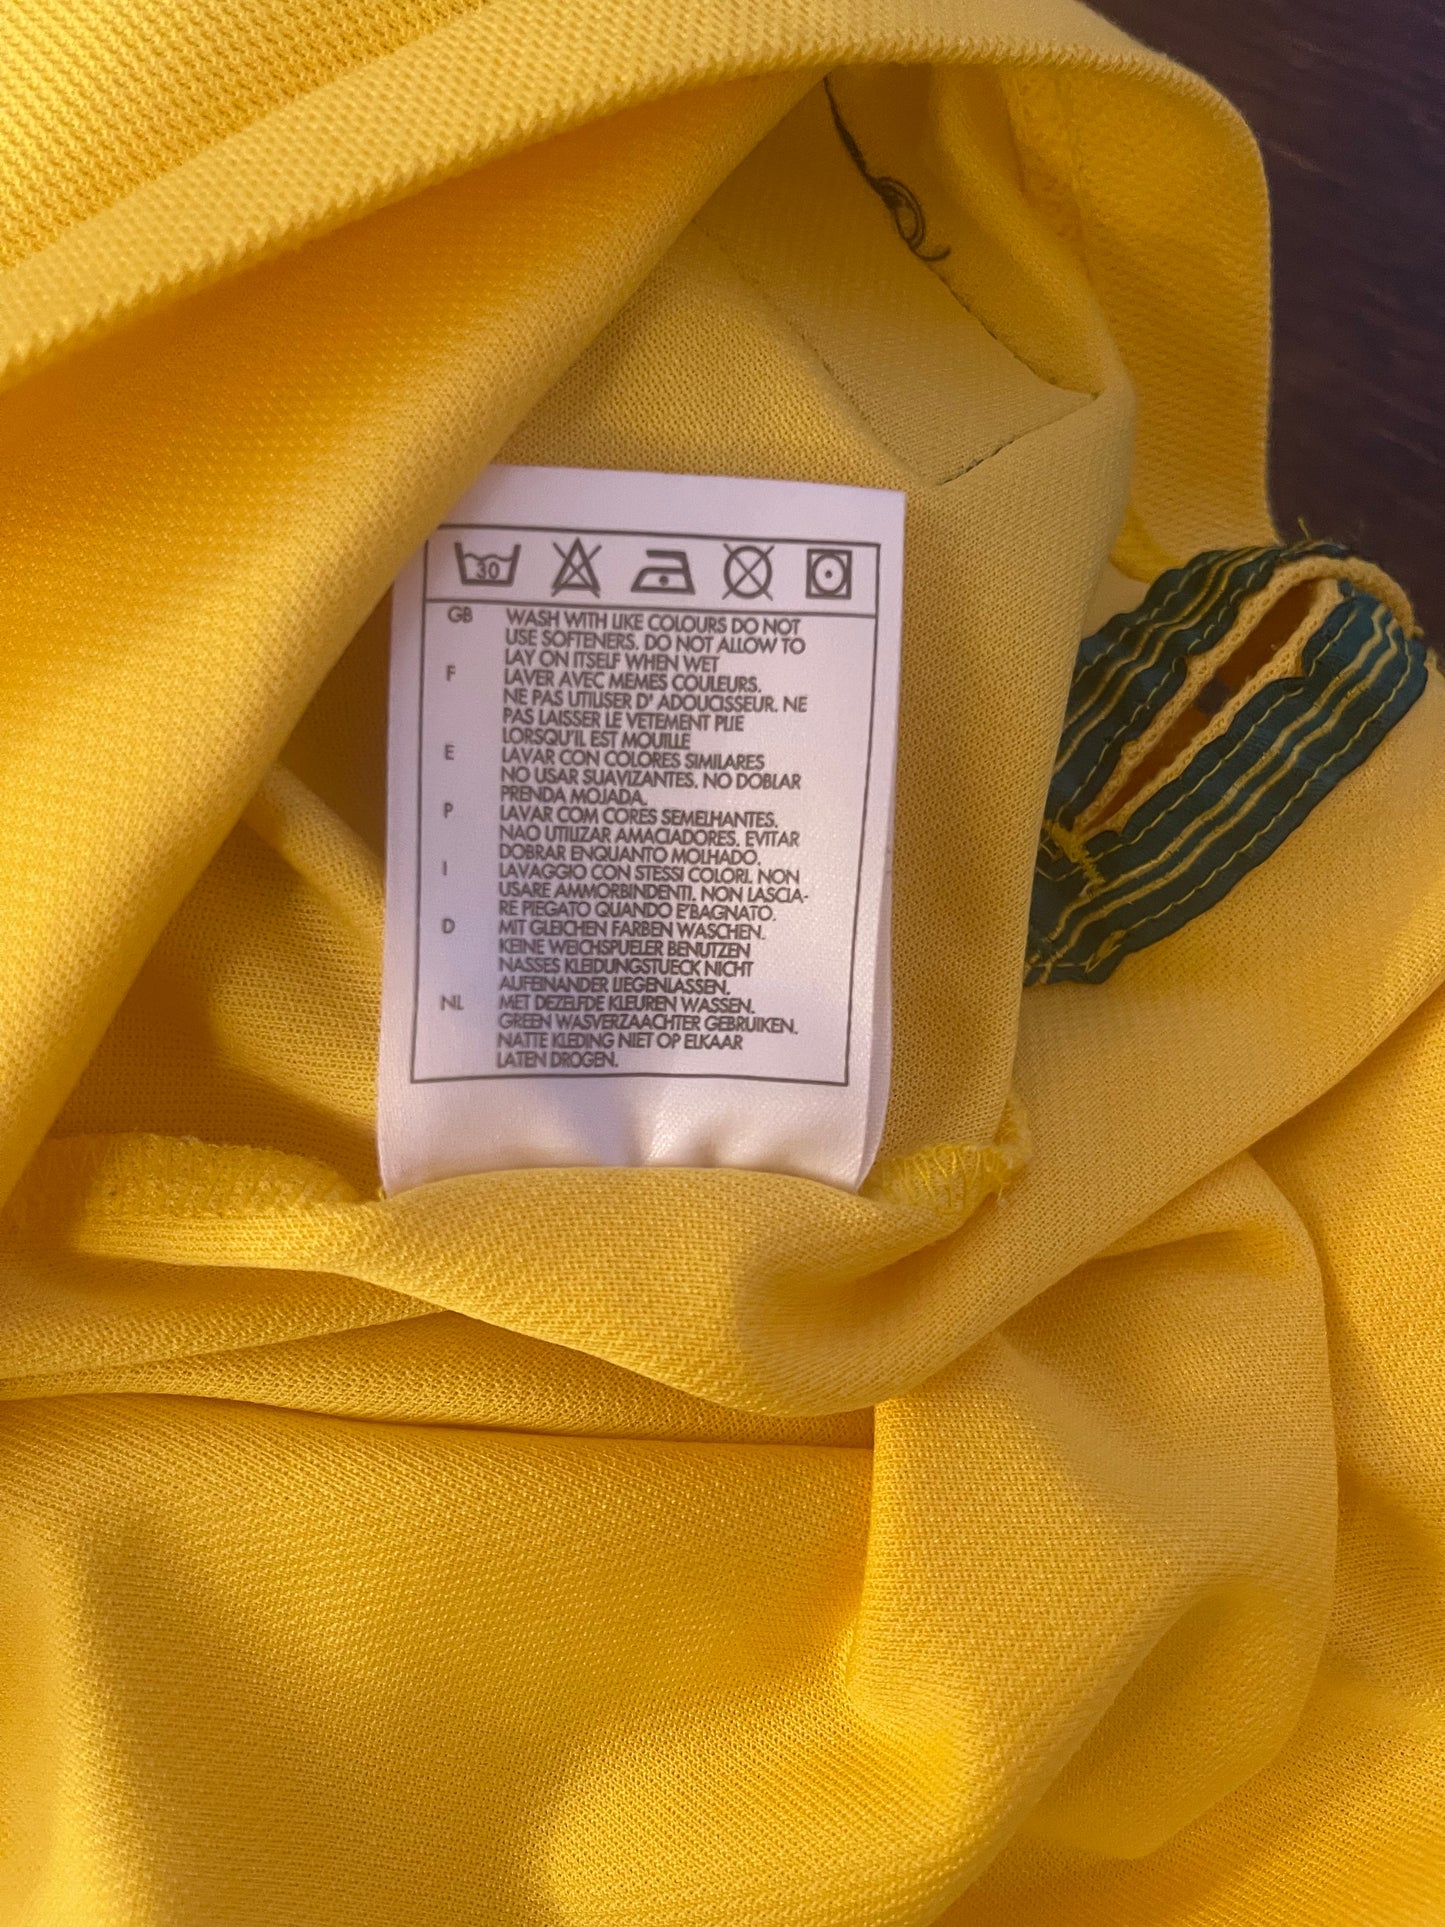 30
GB WASH WITH LIKE COLOURS DO NOT
USE SOFTENERS. DO NOT ALLOW TO
LAY ON ITSELF WHEN WET
F LAVER AVEC MEMES COULEURS.
NE PAS UTILISER D' ADOUCISSEUR. NE
PAS LAISSER LE VETEMENT PLIE
LORSQU'IL EST MOUILLE
E LAVAR CON COLORES SIMILARES
NO USAR SUAVIZANTES. NO DOBLAR
PRENDA MOJADA.
P LAVAR COM CORES SEMELHANTES.
NAO UTILIZAR AMACIADORES. EVITAR
DOBRAR ENQUANTO MOLHADO.
I LAVAGGIO CON STESSI COLORI. NON
USARE AMMORBINDENTI. NON LASCIA-
RE PIEGATO QUANDO E'BAGNATO.
D MIT GLEICHEN FARBEN WASCHEN.
KEINE WEICHSPUELER BENUTZEN
NASSES KLEIDUNGSTUECK NICHT
AUFEINANDER LIEGENLASSEN.
NL MET DEZELFDE KLEUREN WASSEN.
GREEN WASVERZAACHTER GEBRUIKEN.
NATTE KLEDING NIET OP ELKAAR
LATEN DROGEN.